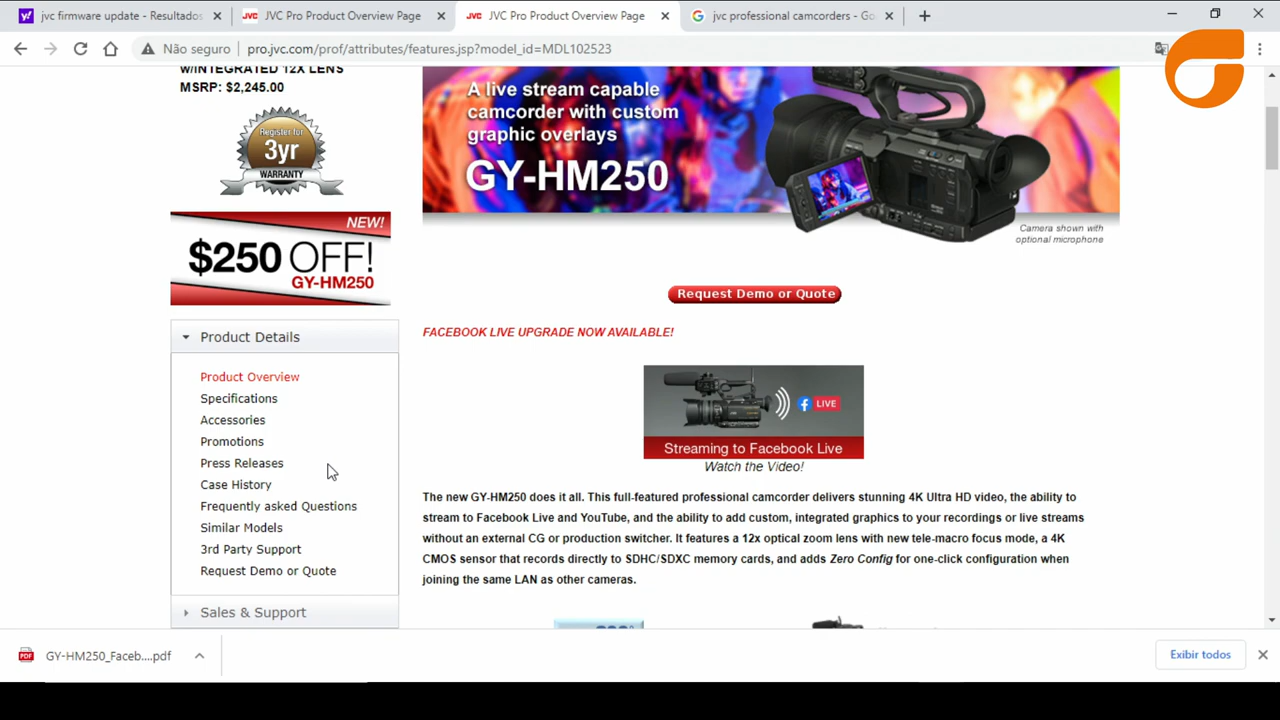 jvc firmware update - Resultados
JVC Pro Product Overview Page
JVC Pro Product Overview Page
jvc professional camcorders - Go
Não seguro
pro.jvc.com/prof/attributes/features.jsp?model_id=MDL102523
w/INTEGRATED 12X LENS
MSRP: $2,245.00
Register for
3yr
WARRANTY
NEW!
$250 OFF!
GY-HM250
Product Details
Product Overview
Specifications
Accessories
Promotions
Press Releases
Case History
Frequently asked Questions
Similar Models
3rd Party Support
Request Demo or Quote
Sales & Support
A live stream capable
camcorder with custom
graphic overlays
GY-HM250
Camera shown with
optional microphone
Request Demo or Quote
FACEBOOK LIVE UPGRADE NOW AVAILABLE!
LIVE
Streaming to Facebook Live
Watch the Video!
The new GY-HM250 does it all. This full-featured professional camcorder delivers stunning 4K Ultra HD video, the ability to
stream to Facebook Live and YouTube, and the ability to add custom, integrated graphics to your recordings or live streams
without an external CG or production switcher. It features a 12x optical zoom lens with new tele-macro focus mode, a 4K
CMOS sensor that records directly to SDHC/SDXC memory cards, and adds Zero Config for one-click configuration when
joining the same LAN as other cameras.
GY-HM250_Faceb....pdf
Exibir todos